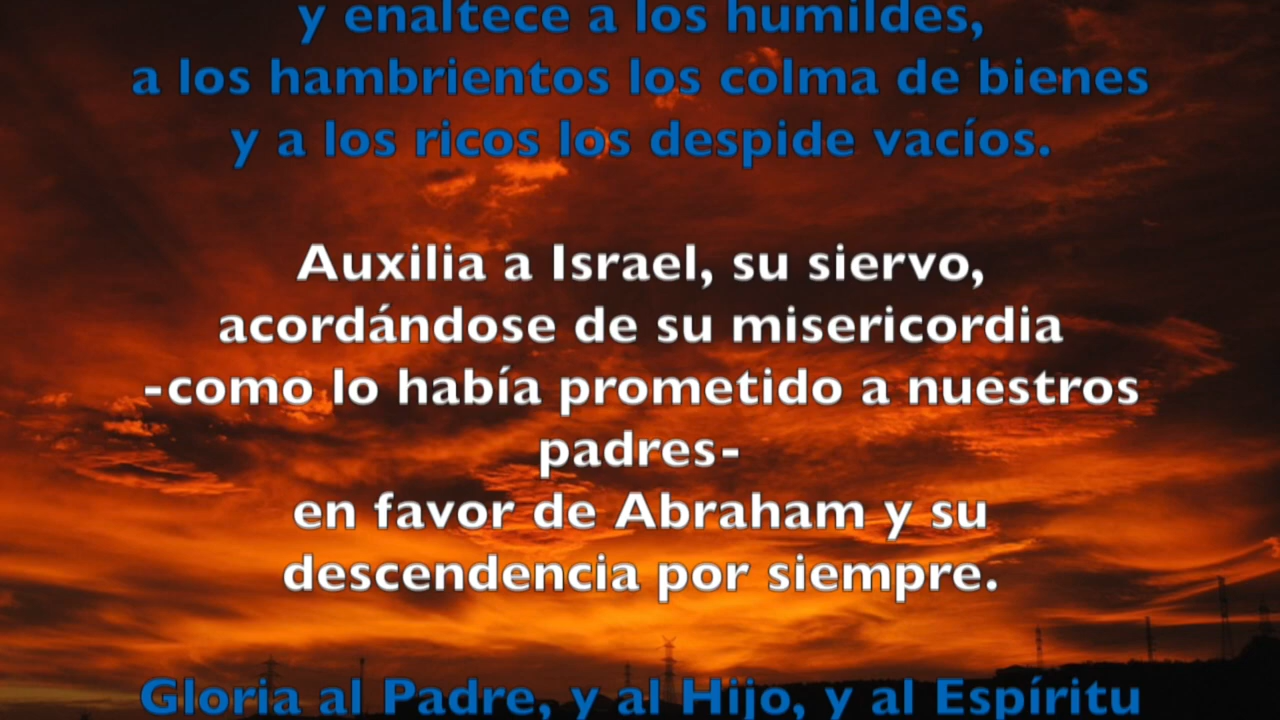 y enaltece a los humildes,
a los hambrientos los colma de bienes
y a los ricos los despide vacíos.
Auxilia a Israel, su siervo,
acordándose de su misericordia
-como lo había prometido a nuestros
padres-
en favor de Abraham y su
descendencia por siempre.
Gloria al Padre, y al Hijo, y al Espíritu